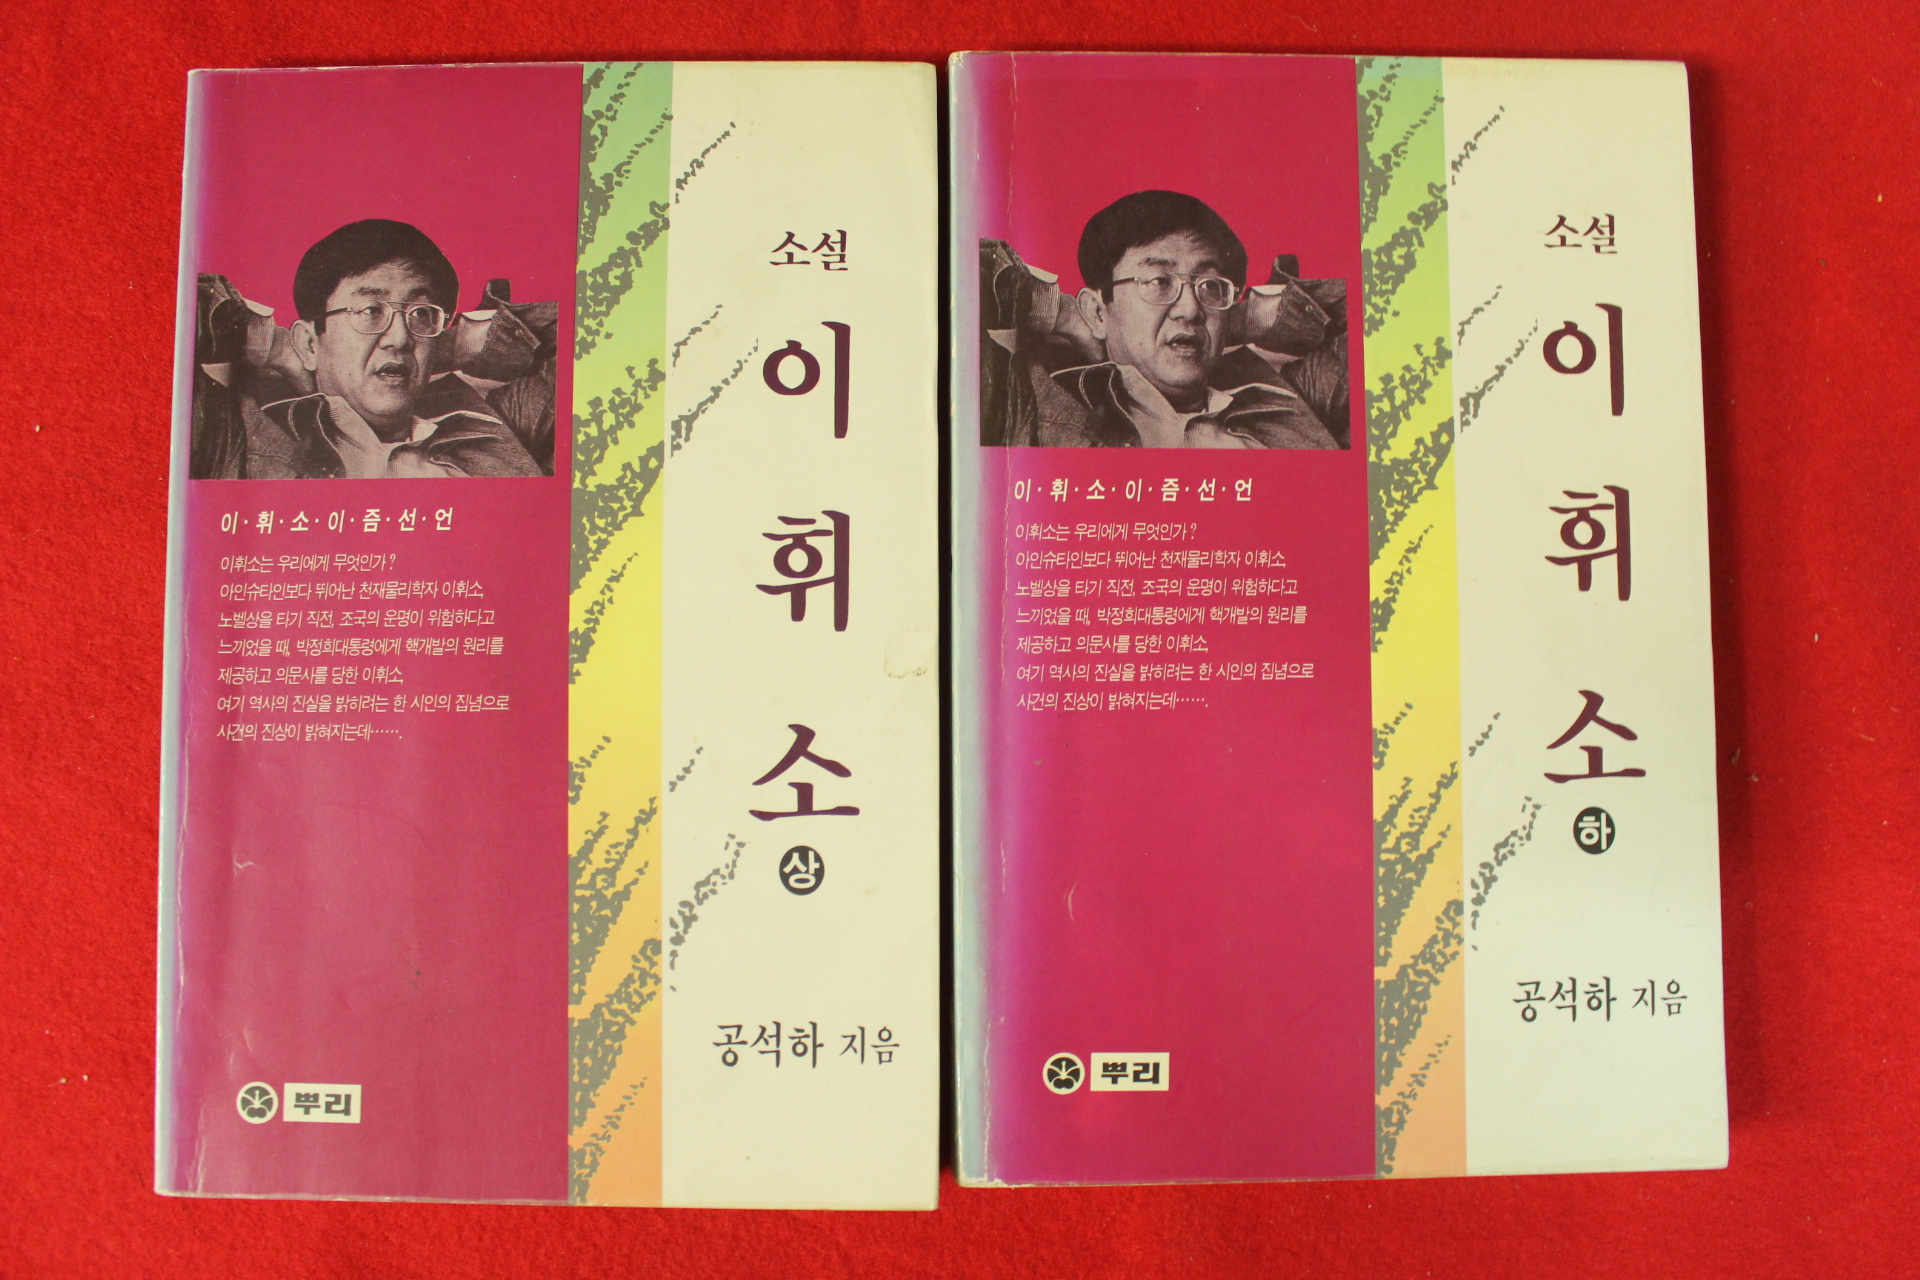 소설
이
휘
소
상
공석하 지음
이·휘·소·이·즘·선·언
이휘소는 우리에게 무엇인가?
아인슈타인보다 뛰어난 천재물리학자 이휘소,
노벨상을 타기 직전, 조국의 운명이 위험하다고
느끼었을 때, 박정희대통령에게 핵개발의 원리를
제공하고 의문사를 당한 이휘소,
여기 역사의 진실을 밝히려는 한 시인의 집념으로
사건의 진상이 밝혀지는데…….
뿌리
소설
이
휘
소
하
공석하 지음
이·휘·소·이·즘·선·언
이휘소는 우리에게 무엇인가?
아인슈타인보다 뛰어난 천재물리학자 이휘소,
노벨상을 타기 직전, 조국의 운명이 위험하다고
느끼었을 때, 박정희대통령에게 핵개발의 원리를
제공하고 의문사를 당한 이휘소,
여기 역사의 진실을 밝히려는 한 시인의 집념으로
사건의 진상이 밝혀지는데…….
뿌리